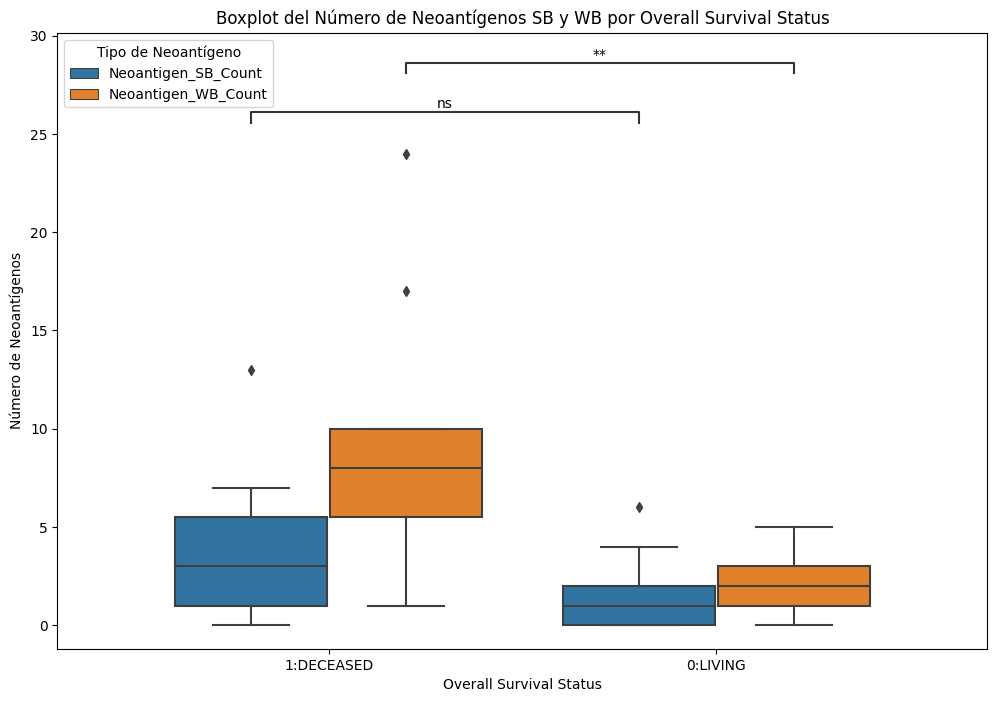 Boxplot del Número de Neoantígenos SB y WB por Overall Survival Status
Tipo de Neoantígeno
Neoantigen_SB_Count
Neoantigen_WB_Count
**
ns
Número de Neoantígenos
30
25
20
15
10
5
0
1:DECEASED
0:LIVING
Overall Survival Status